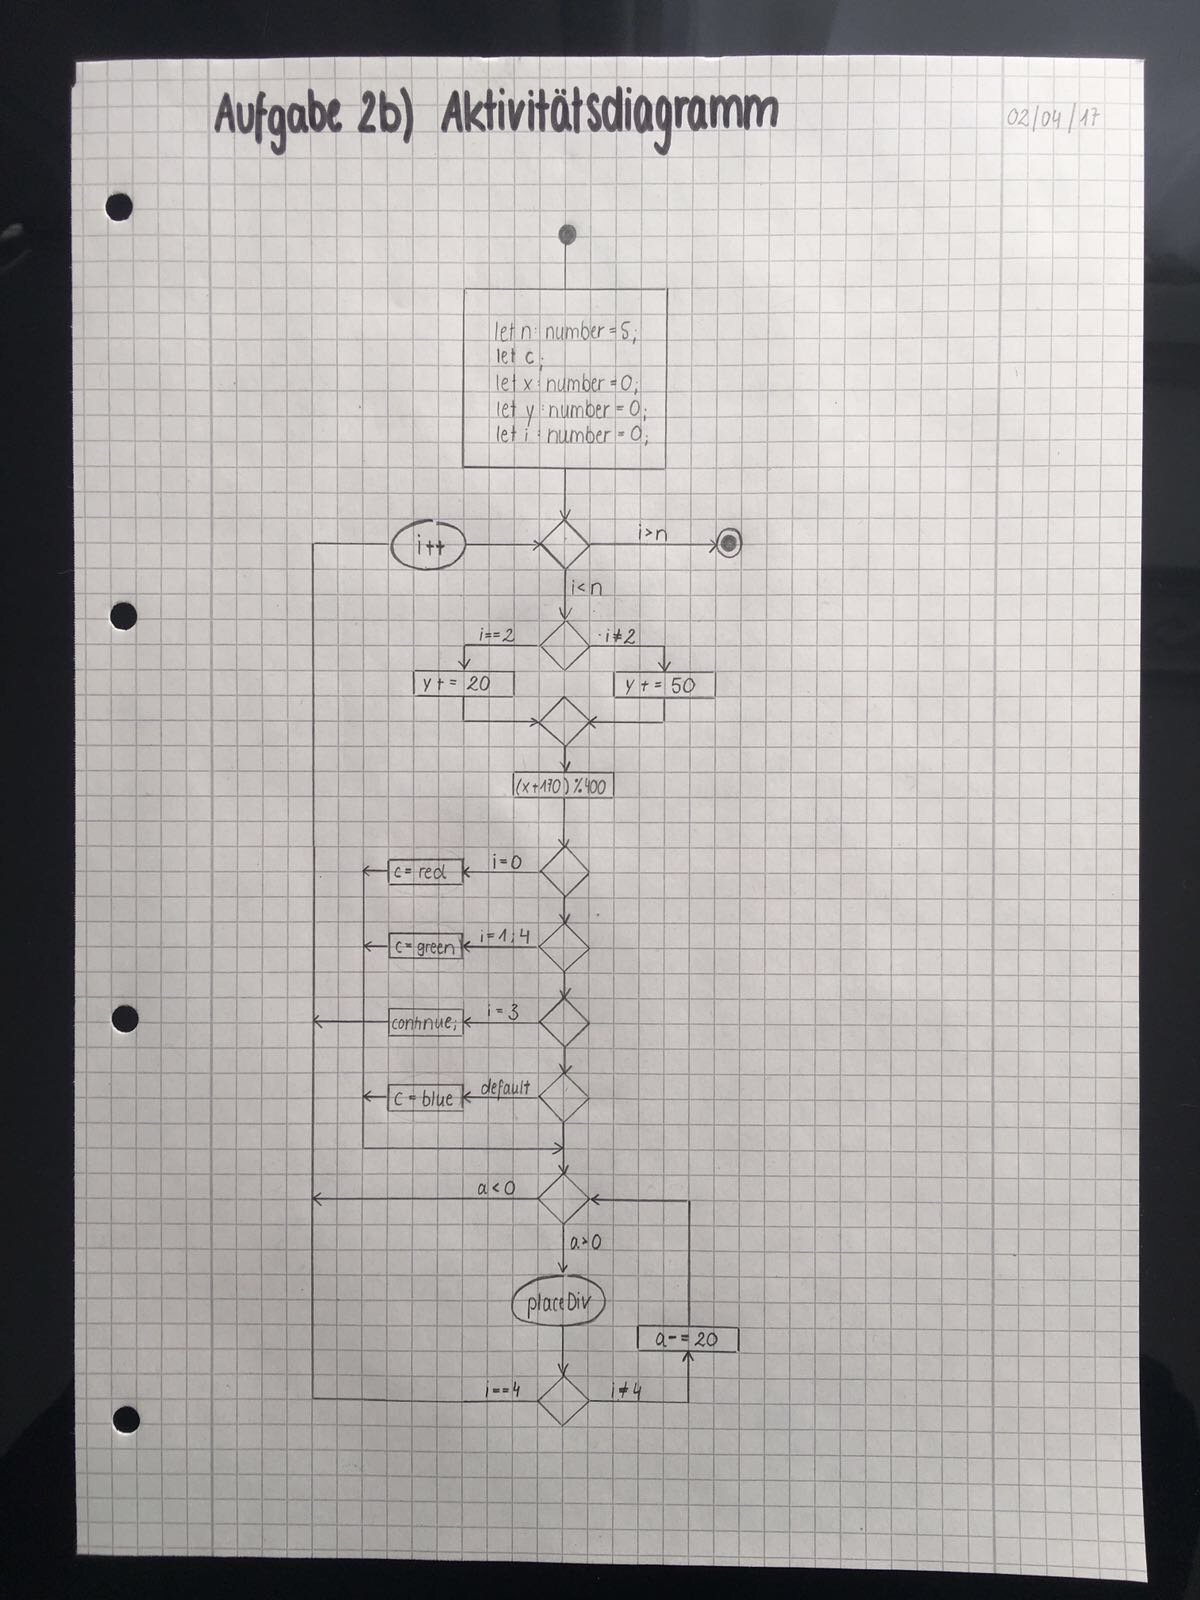 Aufgabe 2b) Aktivitätsdiagramm
02/04/17
let n: number = 5;
let c;
let x: number = 0;
let y: number = 0;
let i: number = 0;
i++
i>n
i<n
i==2
i≠2
y+= 20
y+= 50
(x+170)%400
c= red
i=0
c= green
i=1;4
continue;
i=3
c= blue
default
a<0
a>0
placeDiv
a-=20
i==4
i≠4